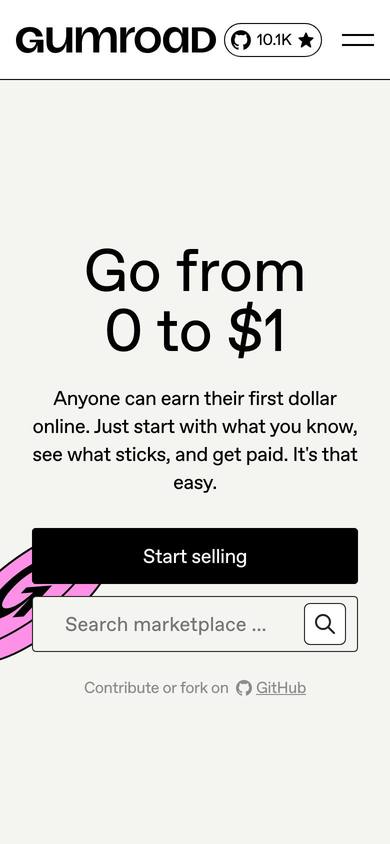 GUMROAD 10.1K
Go from
0 to $1
Anyone can earn their first dollar
online. Just start with what you know,
see what sticks, and get paid. It's that
easy.
Start selling
G
Search marketplace ...
Contribute or fork on GitHub